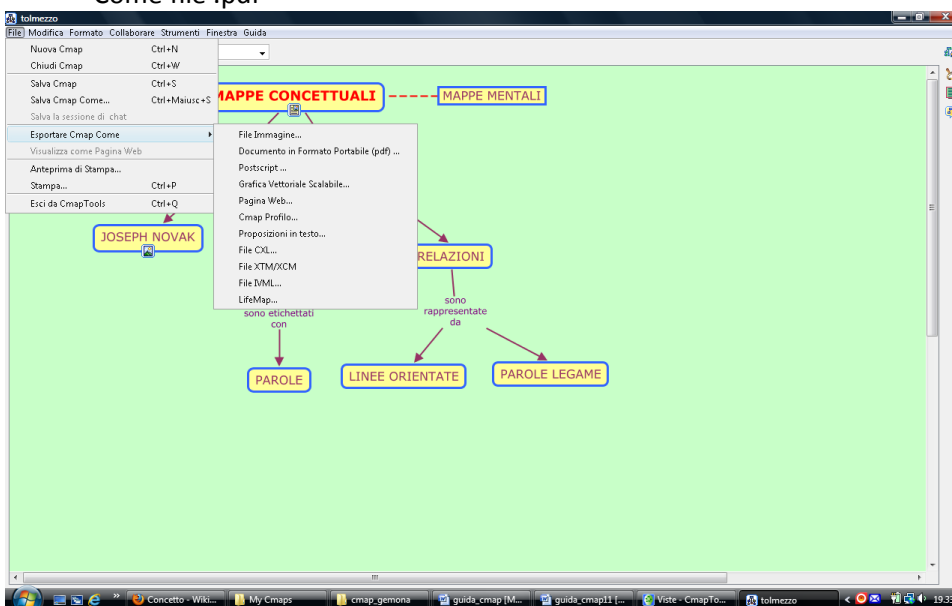 Come file .pdf
tolmezzo
File Modifica Formato Collaborare Strumenti Finestra Guida
Nuova Cmap Ctrl+N
Chiudi Cmap Ctrl+W
Salva Cmap Ctrl+S
Salva Cmap Come... Ctrl+Maiusc+S
Salva la sessione di chat
Esportare Cmap Come
Visualizza come Pagina Web
Anteprima di Stampa...
Stampa... Ctrl+P
Esci da CmapTools Ctrl+Q
File Immagine...
Documento in Formato Portabile (pdf) ...
Postscript ...
Grafica Vettoriale Scalabile...
Pagina Web...
Cmap Profilo...
Proposizioni in testo...
File CXL...
File XTM/XCM
File IVML...
LifeMap...
MAPPE CONCETTUALI
MAPPE MENTALI
JOSEPH NOVAK
RELAZIONI
sono etichettati
con
sono
rappresentate
da
PAROLE
LINEE ORIENTATE
PAROLE LEGAME
Concetto - Wiki...
My Cmaps
cmap_gemona
guida_cmap [M...
guida_cmap11 [...
Viste - CmapTo...
tolmezzo